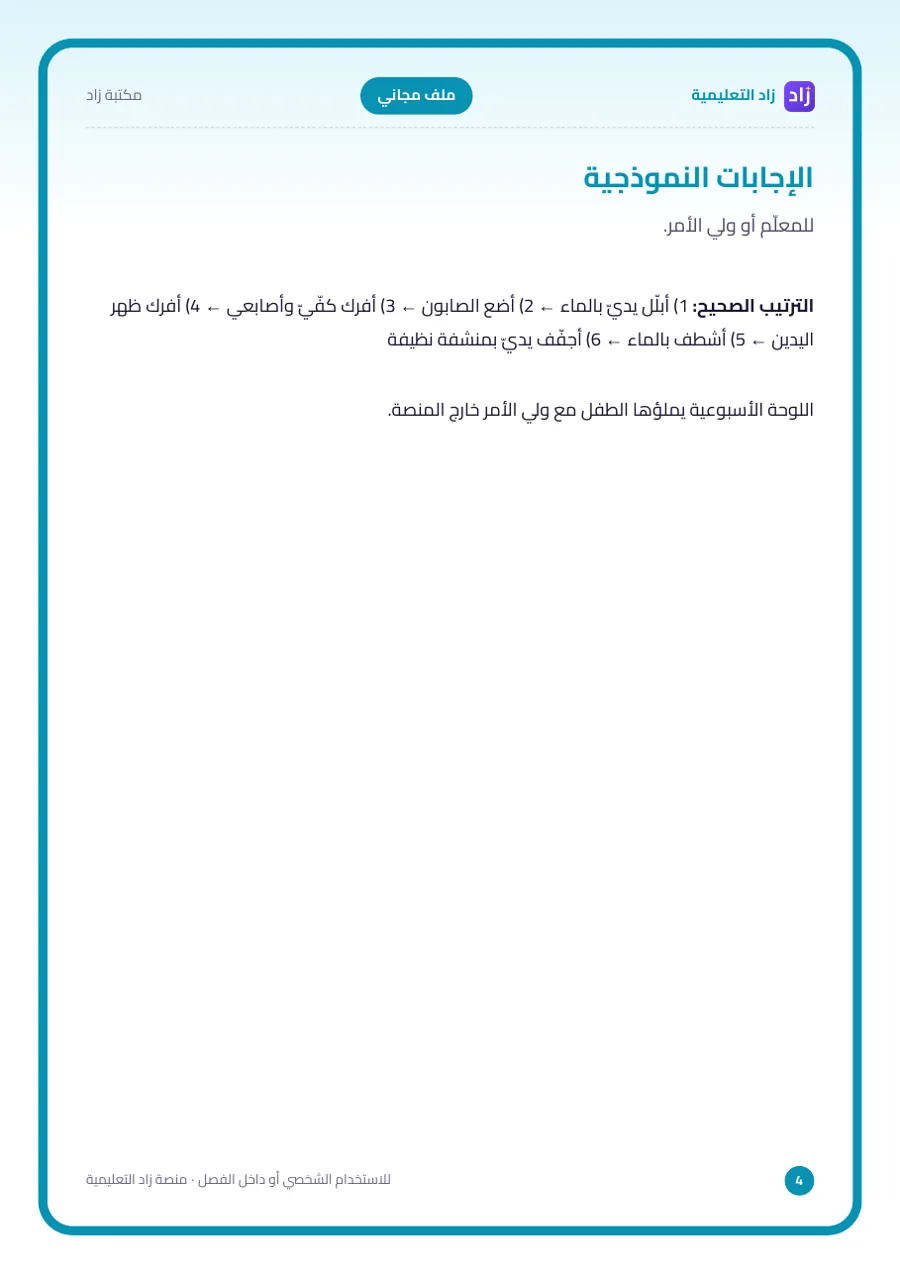 زاد زاد التعليمية
ملف مجاني
مكتبة زاد
الإجابات النموذجية
للمعلّم أو ولي الأمر.
الترتيب الصحيح: 1) أبلّل يديّ بالماء ← 2) أضع الصابون ← 3) أفرك كفّيّ وأصابعي ← 4) أفرك ظهر
اليدين ← 5) أشطف بالماء ← 6) أجفّف يديّ بمنشفة نظيفة
اللوحة الأسبوعية يملؤها الطفل مع ولي الأمر خارج المنصة.
4
للاستخدام الشخصي أو داخل الفصل · منصة زاد التعليمية